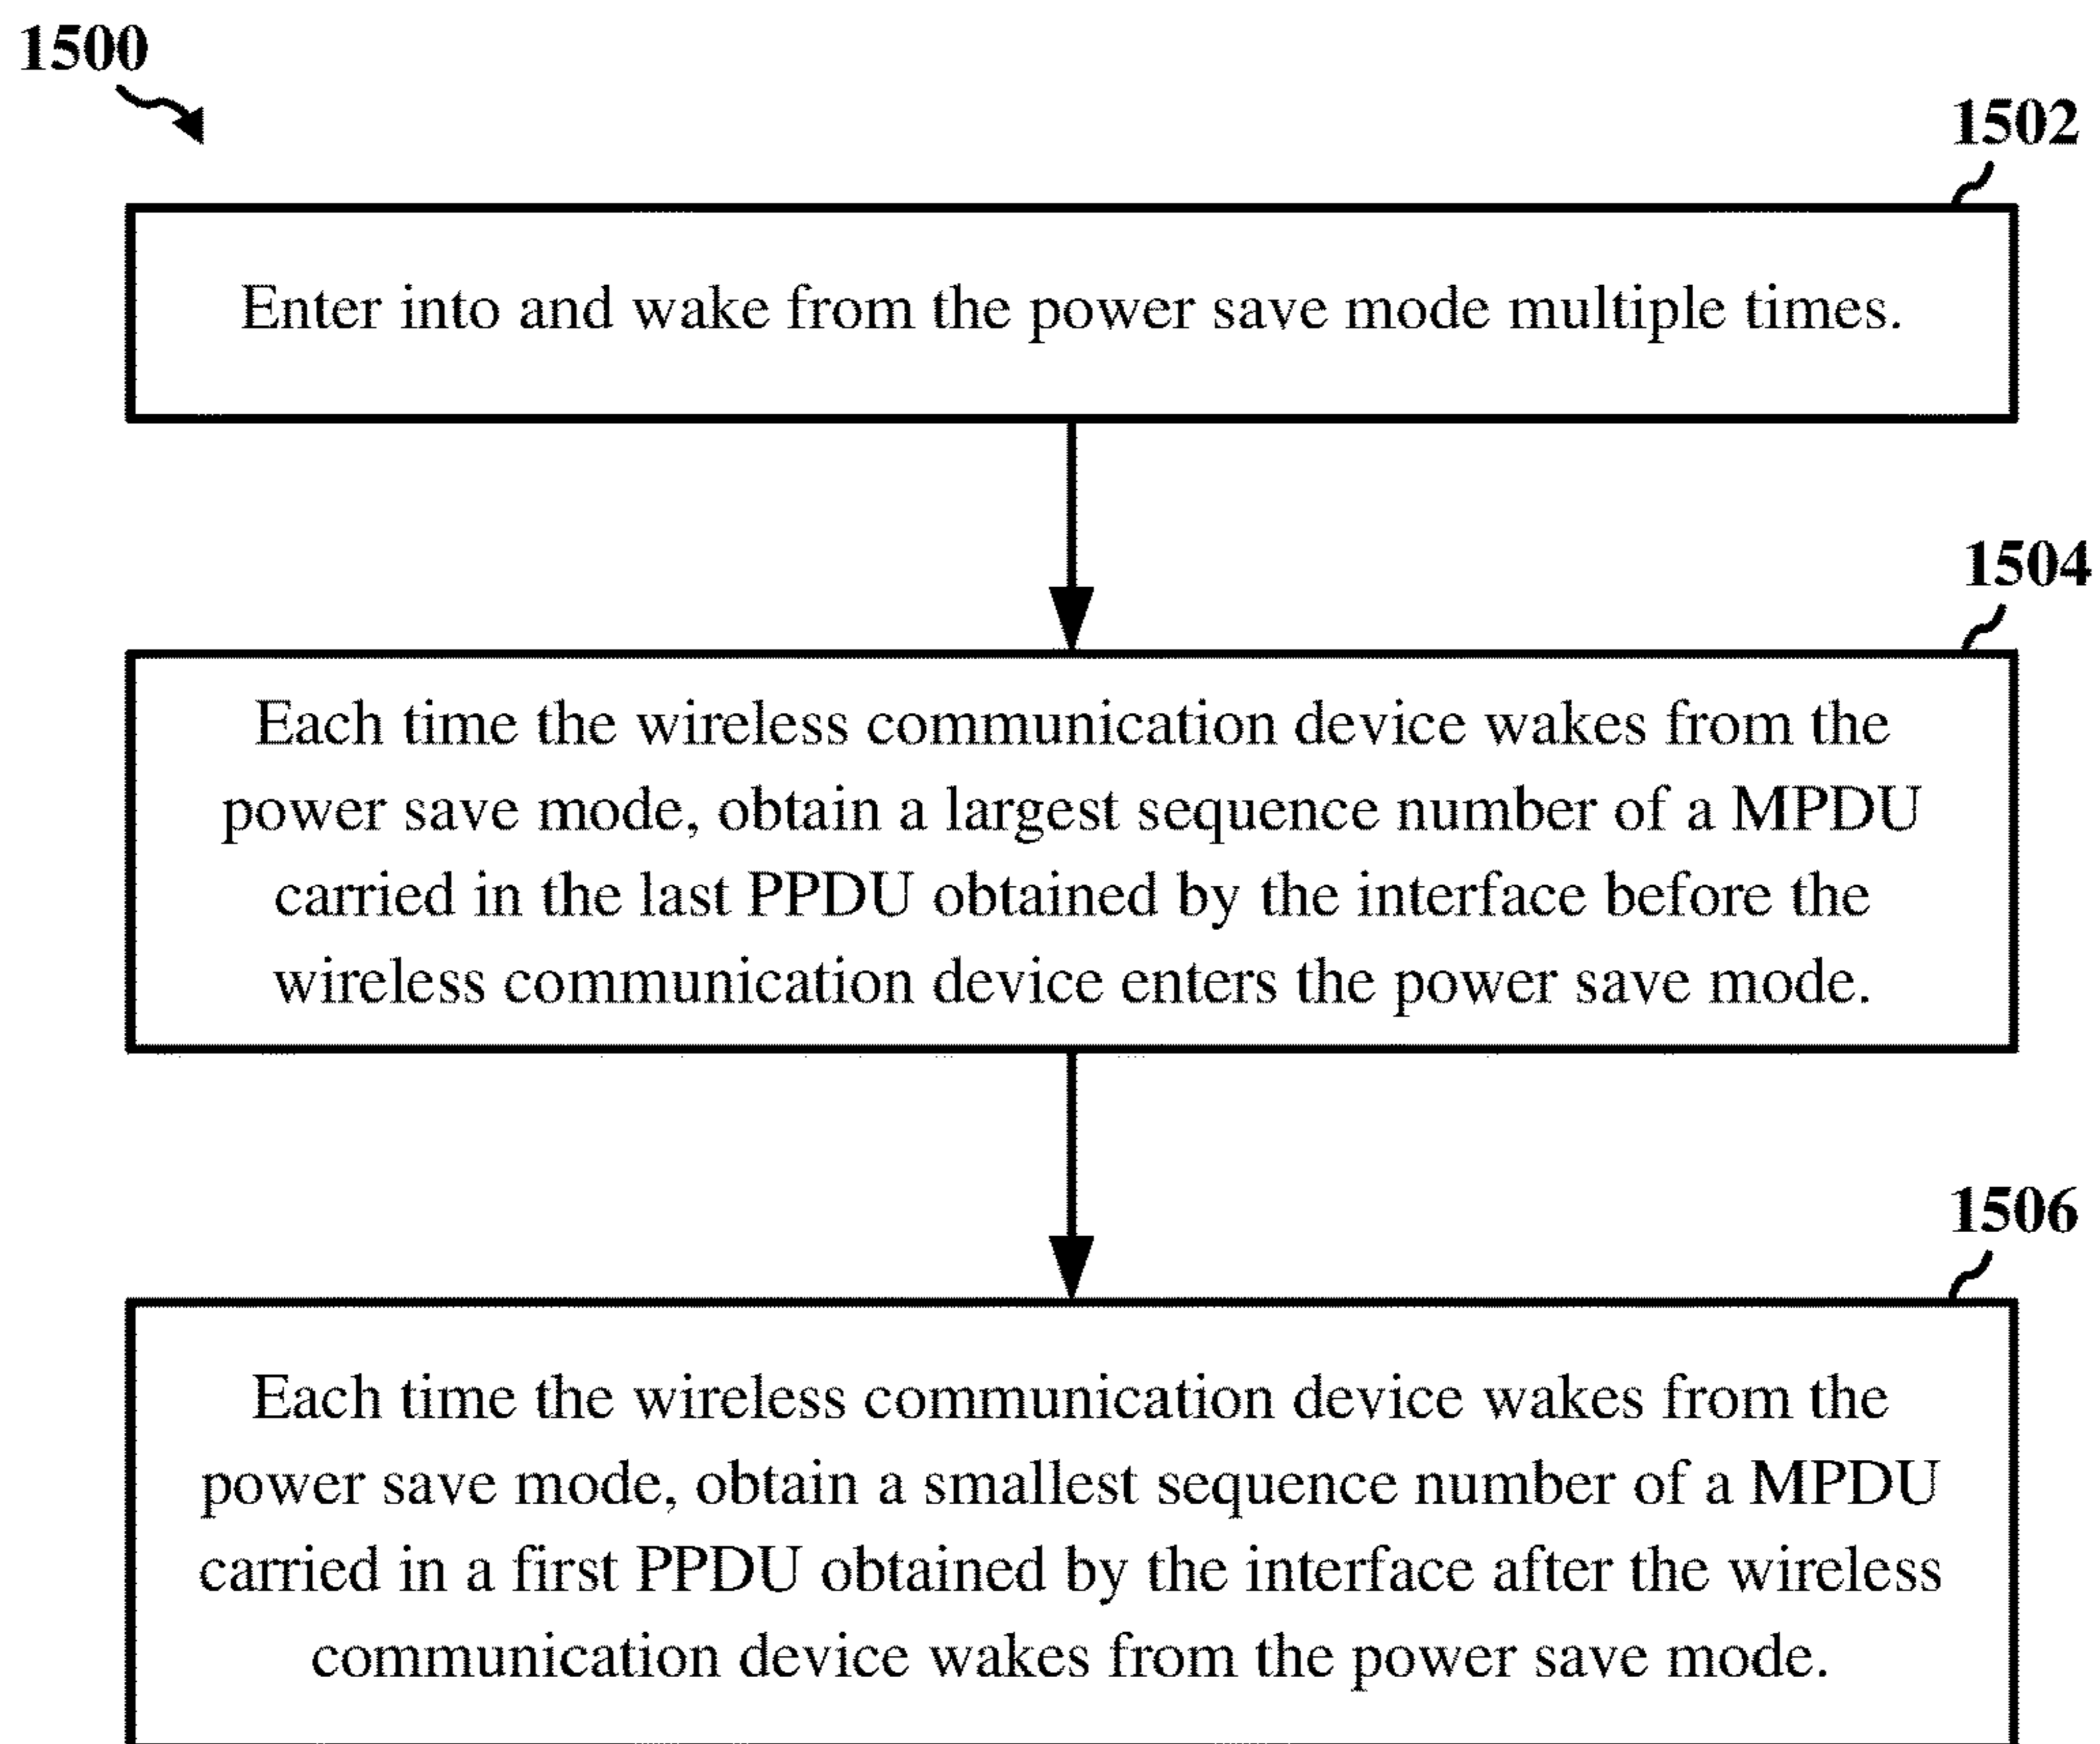 1500
1502
Enter into and wake from the power save mode multiple times.
1504
Each time the wireless communication device wakes from the
power save mode, obtain a largest sequence number of a MPDU
carried in the last PPDU obtained by the interface before the
wireless communication device enters the power save mode.
1506
Each time the wireless communication device wakes from the
power save mode, obtain a smallest sequence number of a MPDU
carried in a first PPDU obtained by the interface after the wireless
communication device wakes from the power save mode.